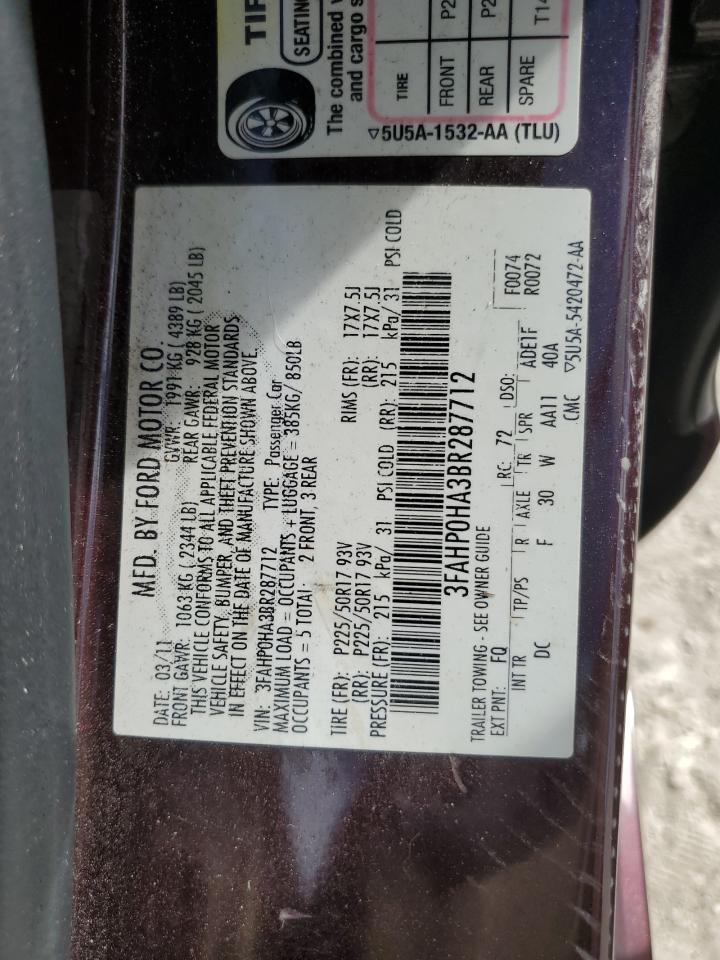 TIR
SEATING
The combined w
and cargo s
TIRE
FRONT P2
REAR P2
SPARE T14
▽5U5A-1532-AA (TLU)
MFD. BY FORD MOTOR CO.
DATE: 03/11 GVWR: 1991 KG ( 4389 LB)
FRONT GAWR: 1063 KG ( 2344 LB) REAR GAWR: 928 KG ( 2045 LB)
THIS VEHICLE CONFORMS TO ALL APPLICABLE FEDERAL MOTOR
VEHICLE SAFETY, BUMPER, AND THEFT PREVENTION STANDARDS
IN EFFECT ON THE DATE OF MANUFACTURE SHOWN ABOVE.
VIN: 3FAHP0HA3BR287712 TYPE: Passenger Car
MAXIMUM LOAD = OCCUPANTS + LUGGAGE = 385KG/ 850LB
OCCUPANTS = 5 TOTAL: 2 FRONT, 3 REAR
TIRE (FR): P225/50R17 93V RIMS (FR): 17X7.5J
(RR): P225/50R17 93V (RR): 17X7.5J
PRESSURE (FR): 215 kPa/ 31 PSI COLD (RR): 215 kPa/ 31 PSI COLD
3FAHP0HA3BR287712
TRAILER TOWING - SEE OWNER GUIDE F0074
EXT PNT: FQ RC: 72 DSO: R0072
INT TR TP/PS R AXLE TR SPR ADE1F
DC F 30 W AA11 40A
CMC ▽5U5A-5420472-AA